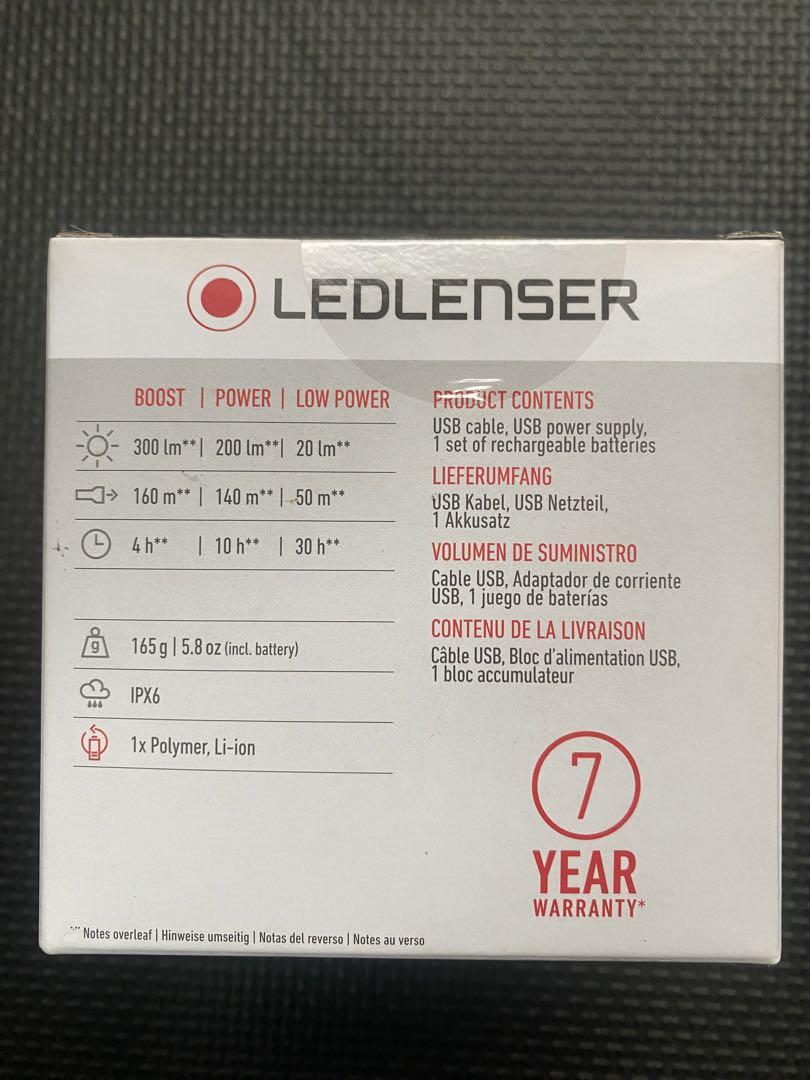 LEDLENSER
BOOST | POWER | LOW POWER
300 lm** | 200 lm** | 20 lm**
160 m** | 140 m** | 50 m**
4 h** | 10 h** | 30 h**
g
165 g | 5.8 oz (incl. battery)
IPX6
1x Polymer, Li-ion
PRODUCT CONTENTS
USB cable, USB power supply,
1 set of rechargeable batteries
LIEFERUMFANG
USB Kabel, USB Netzteil,
1 Akkusatz
VOLUMEN DE SUMINISTRO
Cable USB, Adaptador de corriente
USB, 1 juego de baterías
CONTENU DE LA LIVRAISON
Câble USB, Bloc d'alimentation USB,
1 bloc accumulateur
7
YEAR
WARRANTY*
*,** Notes overleaf | Hinweise umseitig | Notas del reverso | Notes au verso